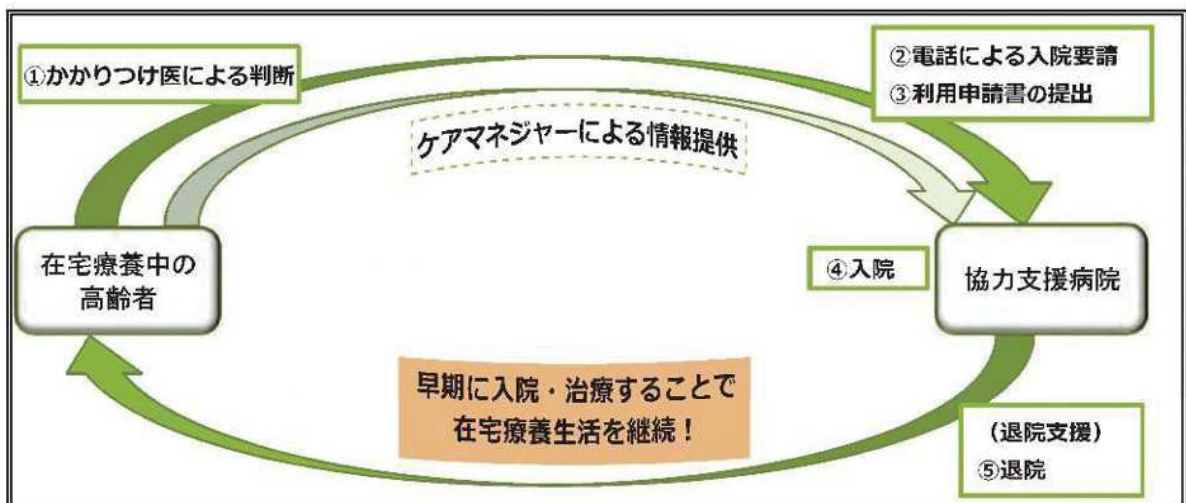 ①かかりつけ医による判断
②電話による入院要請
③利用申請書の提出
ケアマネジャーによる情報提供
在宅療養中の
高齢者
④入院
協力支援病院
早期に入院・治療することで
在宅療養生活を継続！
（退院支援）
⑤退院